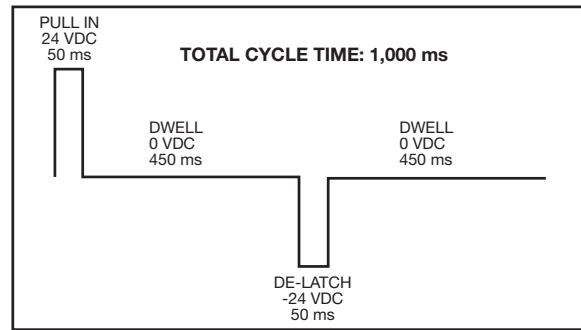 PULL IN
24 VDC
50 ms
TOTAL CYCLE TIME: 1,000 ms
DWELL
0 VDC
450 ms
DWELL
0 VDC
450 ms
DE-LATCH
-24 VDC
50 ms